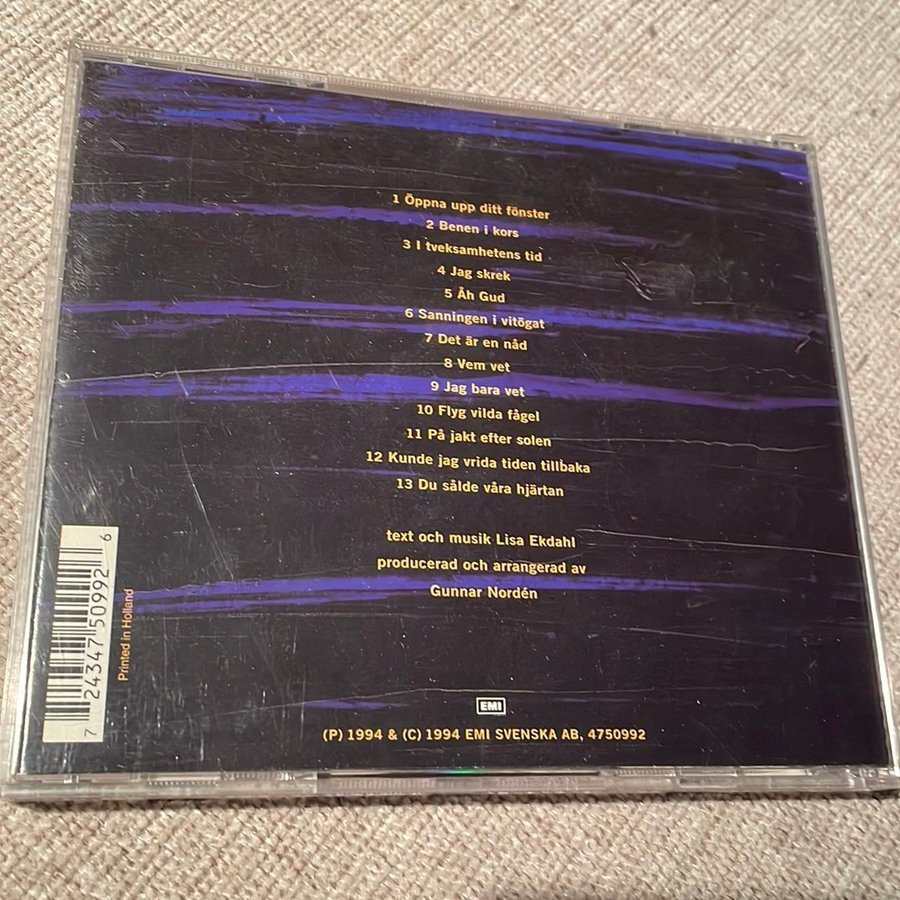 1 Öppna upp ditt fönster
2 Benen i kors
3 I tveksamhetens tid
4 Jag skrek
5 Åh Gud
6 Sanningen i vitögat
7 Det är en nåd
8 Vem vet
9 Jag bara vet
10 Flyg vilda fågel
11 På jakt efter solen
12 Kunde jag vrida tiden tillbaka
13 Du sålde våra hjärtan
text och musik Lisa Ekdahl
producerad och arrangerad av
Gunnar Nordén
7 24347 50992 6
Printed in Holland
EMI
(P) 1994 & (C) 1994 EMI SVENSKA AB, 4750992